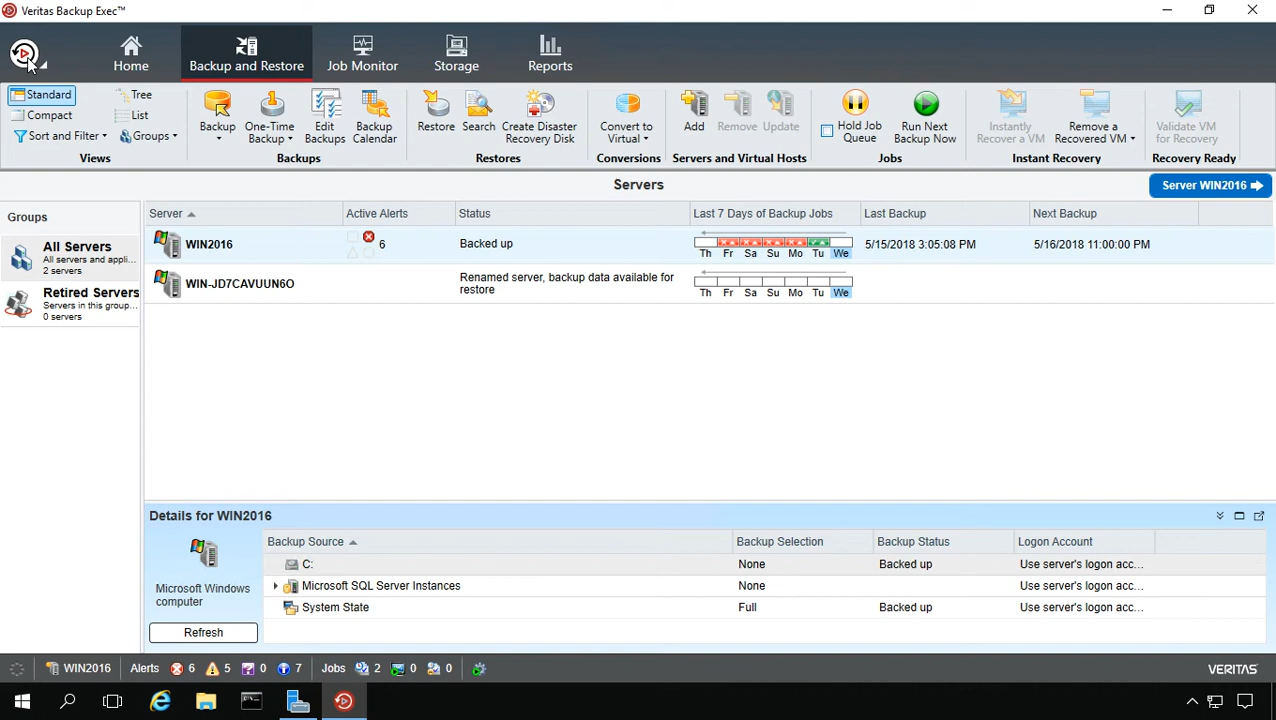 Veritas Backup Exec™
Home
Backup and Restore
Job Monitor
Storage
Reports
Standard
Compact
Sort and Filter
Tree
List
Groups
Views
Backup
One-Time Backup
Edit Backups
Backup Calendar
Backups
Restore
Search
Create Disaster Recovery Disk
Restores
Convert to Virtual
Conversions
Add
Remove
Update
Servers and Virtual Hosts
Hold Job Queue
Run Next Backup Now
Jobs
Instantly Recover a VM
Remove a Recovered VM
Instant Recovery
Validate VM for Recovery
Recovery Ready
Servers
Server WIN2016
Groups
All Servers
All servers and appli...
2 servers
Retired Servers
Servers in this group...
0 servers
Server Active Alerts Status Last 7 Days of Backup Jobs Last Backup Next Backup
WIN2016 6 Backed up 5/15/2018 3:05:08 PM 5/16/2018 11:00:00 PM
Th Fr Sa Su Mo Tu We
WIN-JD7CAVUUN6O Renamed server, backup data available for restore
Th Fr Sa Su Mo Tu We
Details for WIN2016
Microsoft Windows computer
Refresh
Backup Source Backup Selection Backup Status Logon Account
C: None Backed up Use server's logon acc...
Microsoft SQL Server Instances None Use server's logon acc...
System State Full Backed up Use server's logon acc...
WIN2016 Alerts 6 5 0 7 Jobs 2 0 0
VERITAS